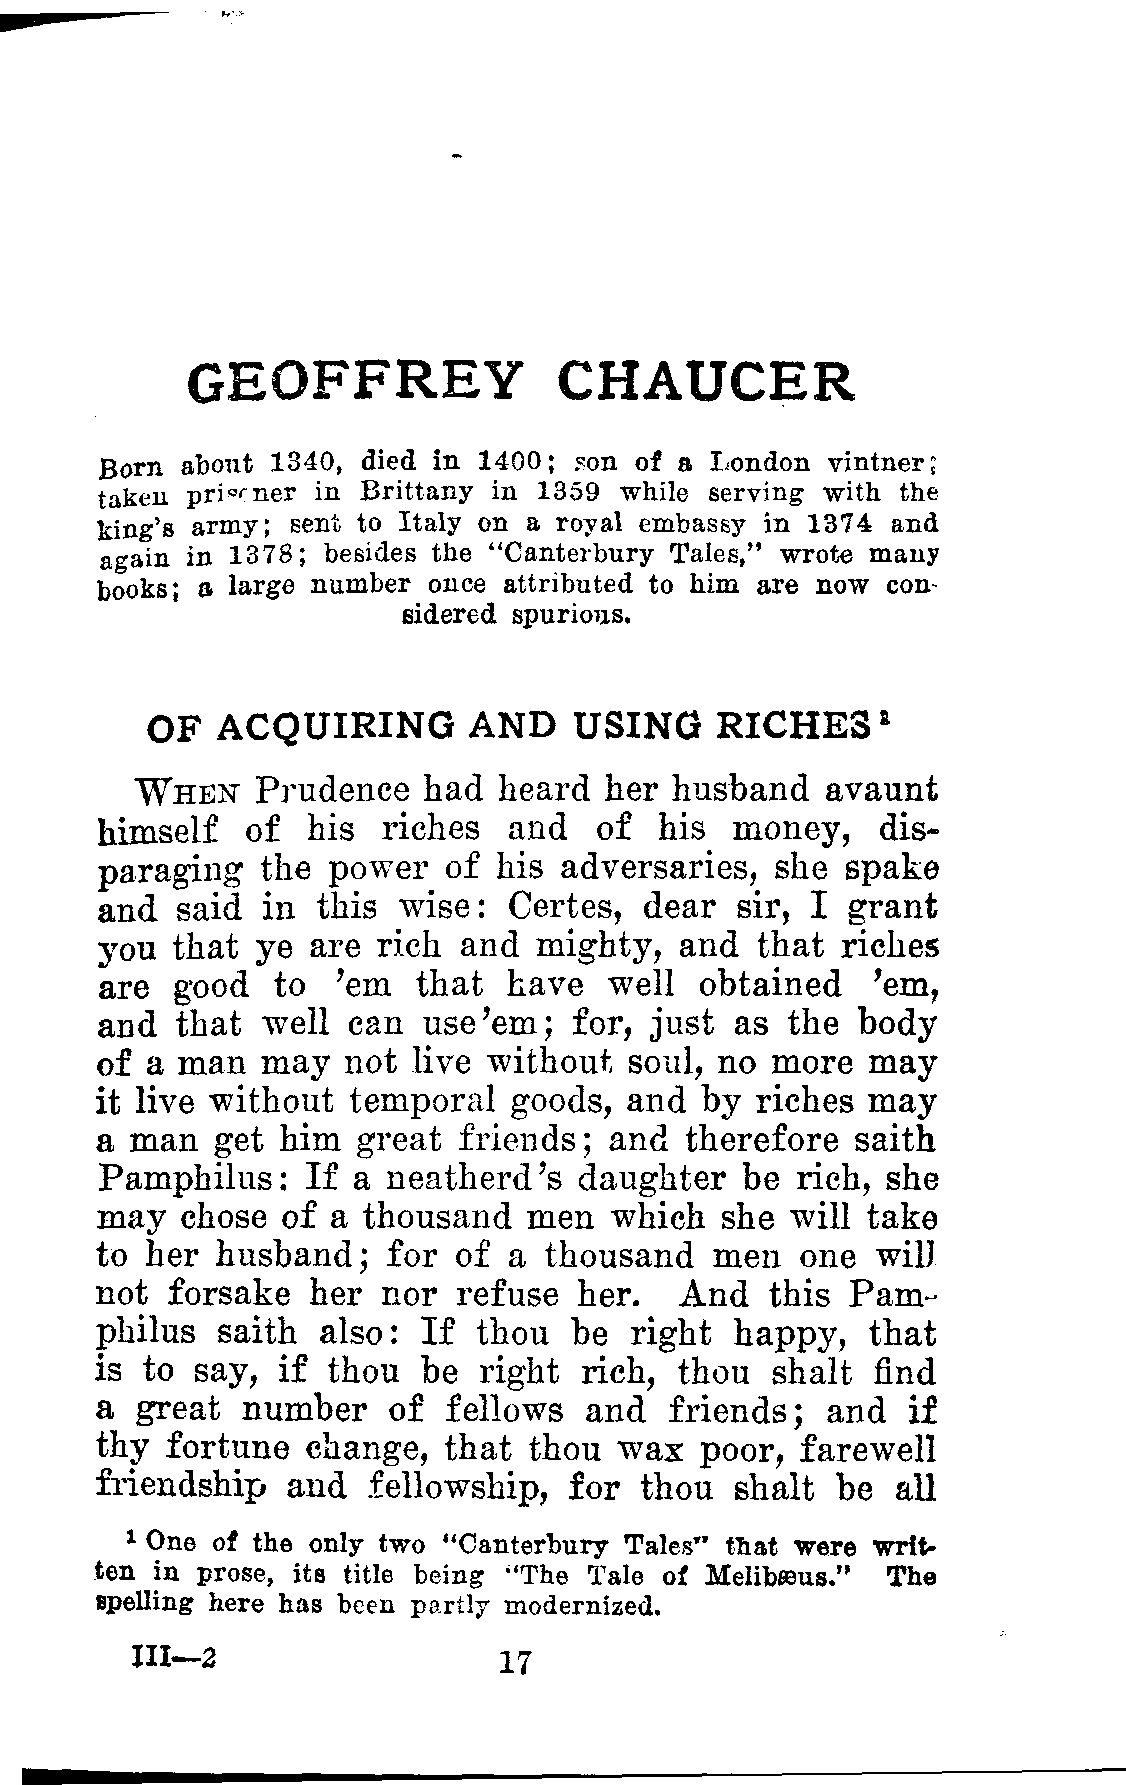 GEOFFREY CHAUCER
Born about 1340, died in 1400; son of a London vintner;
taken prisoner in Brittany in 1359 while serving with the
king's army; sent to Italy on a royal embassy in 1374 and
again in 1378; besides the "Canterbury Tales," wrote many
books; a large number once attributed to him are now con-
sidered spurious.
OF ACQUIRING AND USING RICHES¹
WHEN Prudence had heard her husband avaunt
himself of his riches and of his money, dis-
paraging the power of his adversaries, she spake
and said in this wise: Certes, dear sir, I grant
you that ye are rich and mighty, and that riches
are good to 'em that have well obtained 'em,
and that well can use 'em; for, just as the body
of a man may not live without soul, no more may
it live without temporal goods, and by riches may
a man get him great friends; and therefore saith
Pamphilus: If a neatherd's daughter be rich, she
may chose of a thousand men which she will take
to her husband; for of a thousand men one will
not forsake her nor refuse her. And this Pam-
philus saith also: If thou be right happy, that
is to say, if thou be right rich, thou shalt find
a great number of fellows and friends; and if
thy fortune change, that thou wax poor, farewell
friendship and fellowship, for thou shalt be all
¹ One of the only two "Canterbury Tales" that were writ-
ten in prose, its title being "The Tale of Melibœus." The
spelling here has been partly modernized.
III—2 17